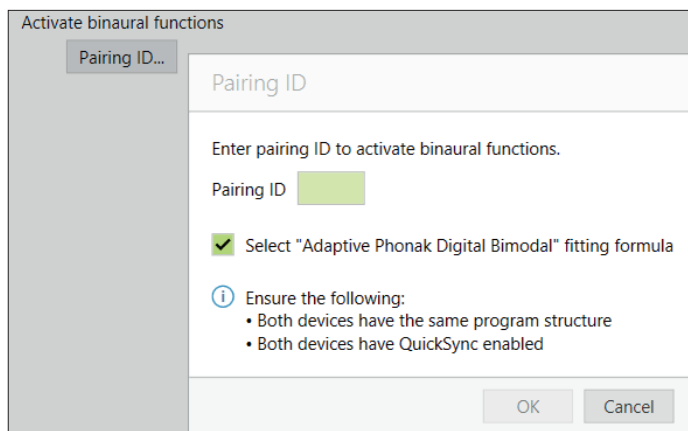 Activate binaural functions
Pairing ID...
Pairing ID
Enter pairing ID to activate binaural functions.
Pairing ID
Select "Adaptive Phonak Digital Bimodal" fitting formula
Ensure the following:
• Both devices have the same program structure
• Both devices have QuickSync enabled
OK Cancel